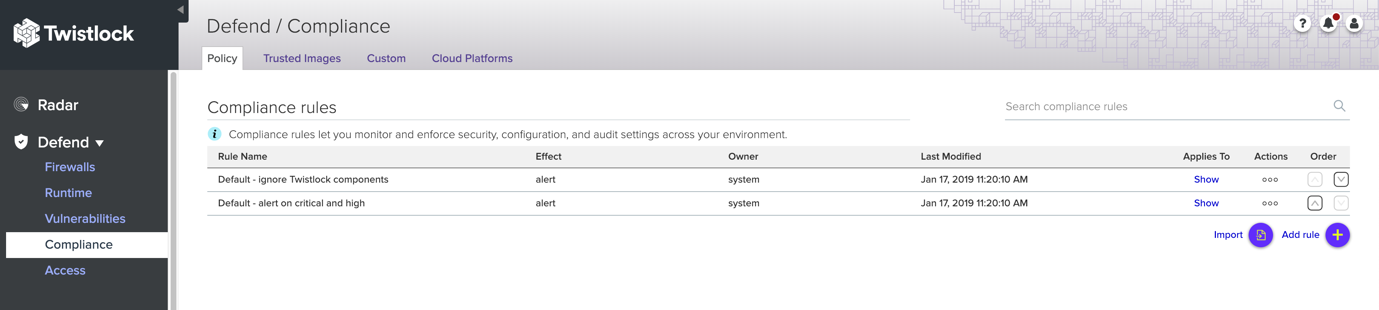 Twistlock
Defend / Compliance
?
Policy Trusted Images Custom Cloud Platforms
Radar
Defend
Firewalls
Runtime
Vulnerabilities
Compliance
Access
Compliance rules
Search compliance rules
i Compliance rules let you monitor and enforce security, configuration, and audit settings across your environment.
Rule Name Effect Owner Last Modified Applies To Actions Order
Default - ignore Twistlock components alert system Jan 17, 2019 11:20:10 AM Show
Default - alert on critical and high alert system Jan 17, 2019 11:20:10 AM Show
Import Add rule +